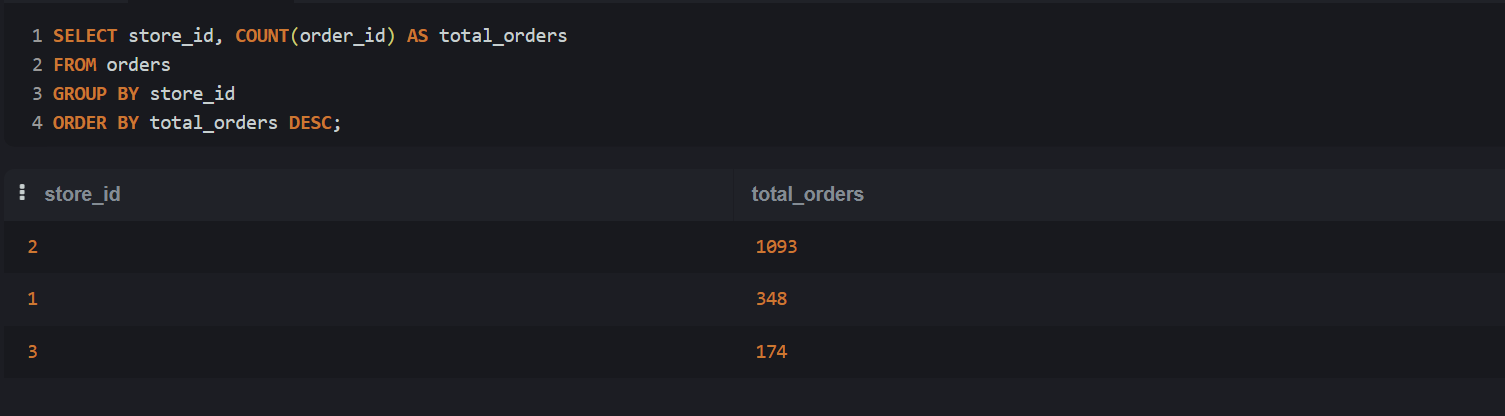 1 SELECT store_id, COUNT(order_id) AS total_orders
2 FROM orders
3 GROUP BY store_id
4 ORDER BY total_orders DESC;
store_id total_orders
2 1093
1 348
3 174